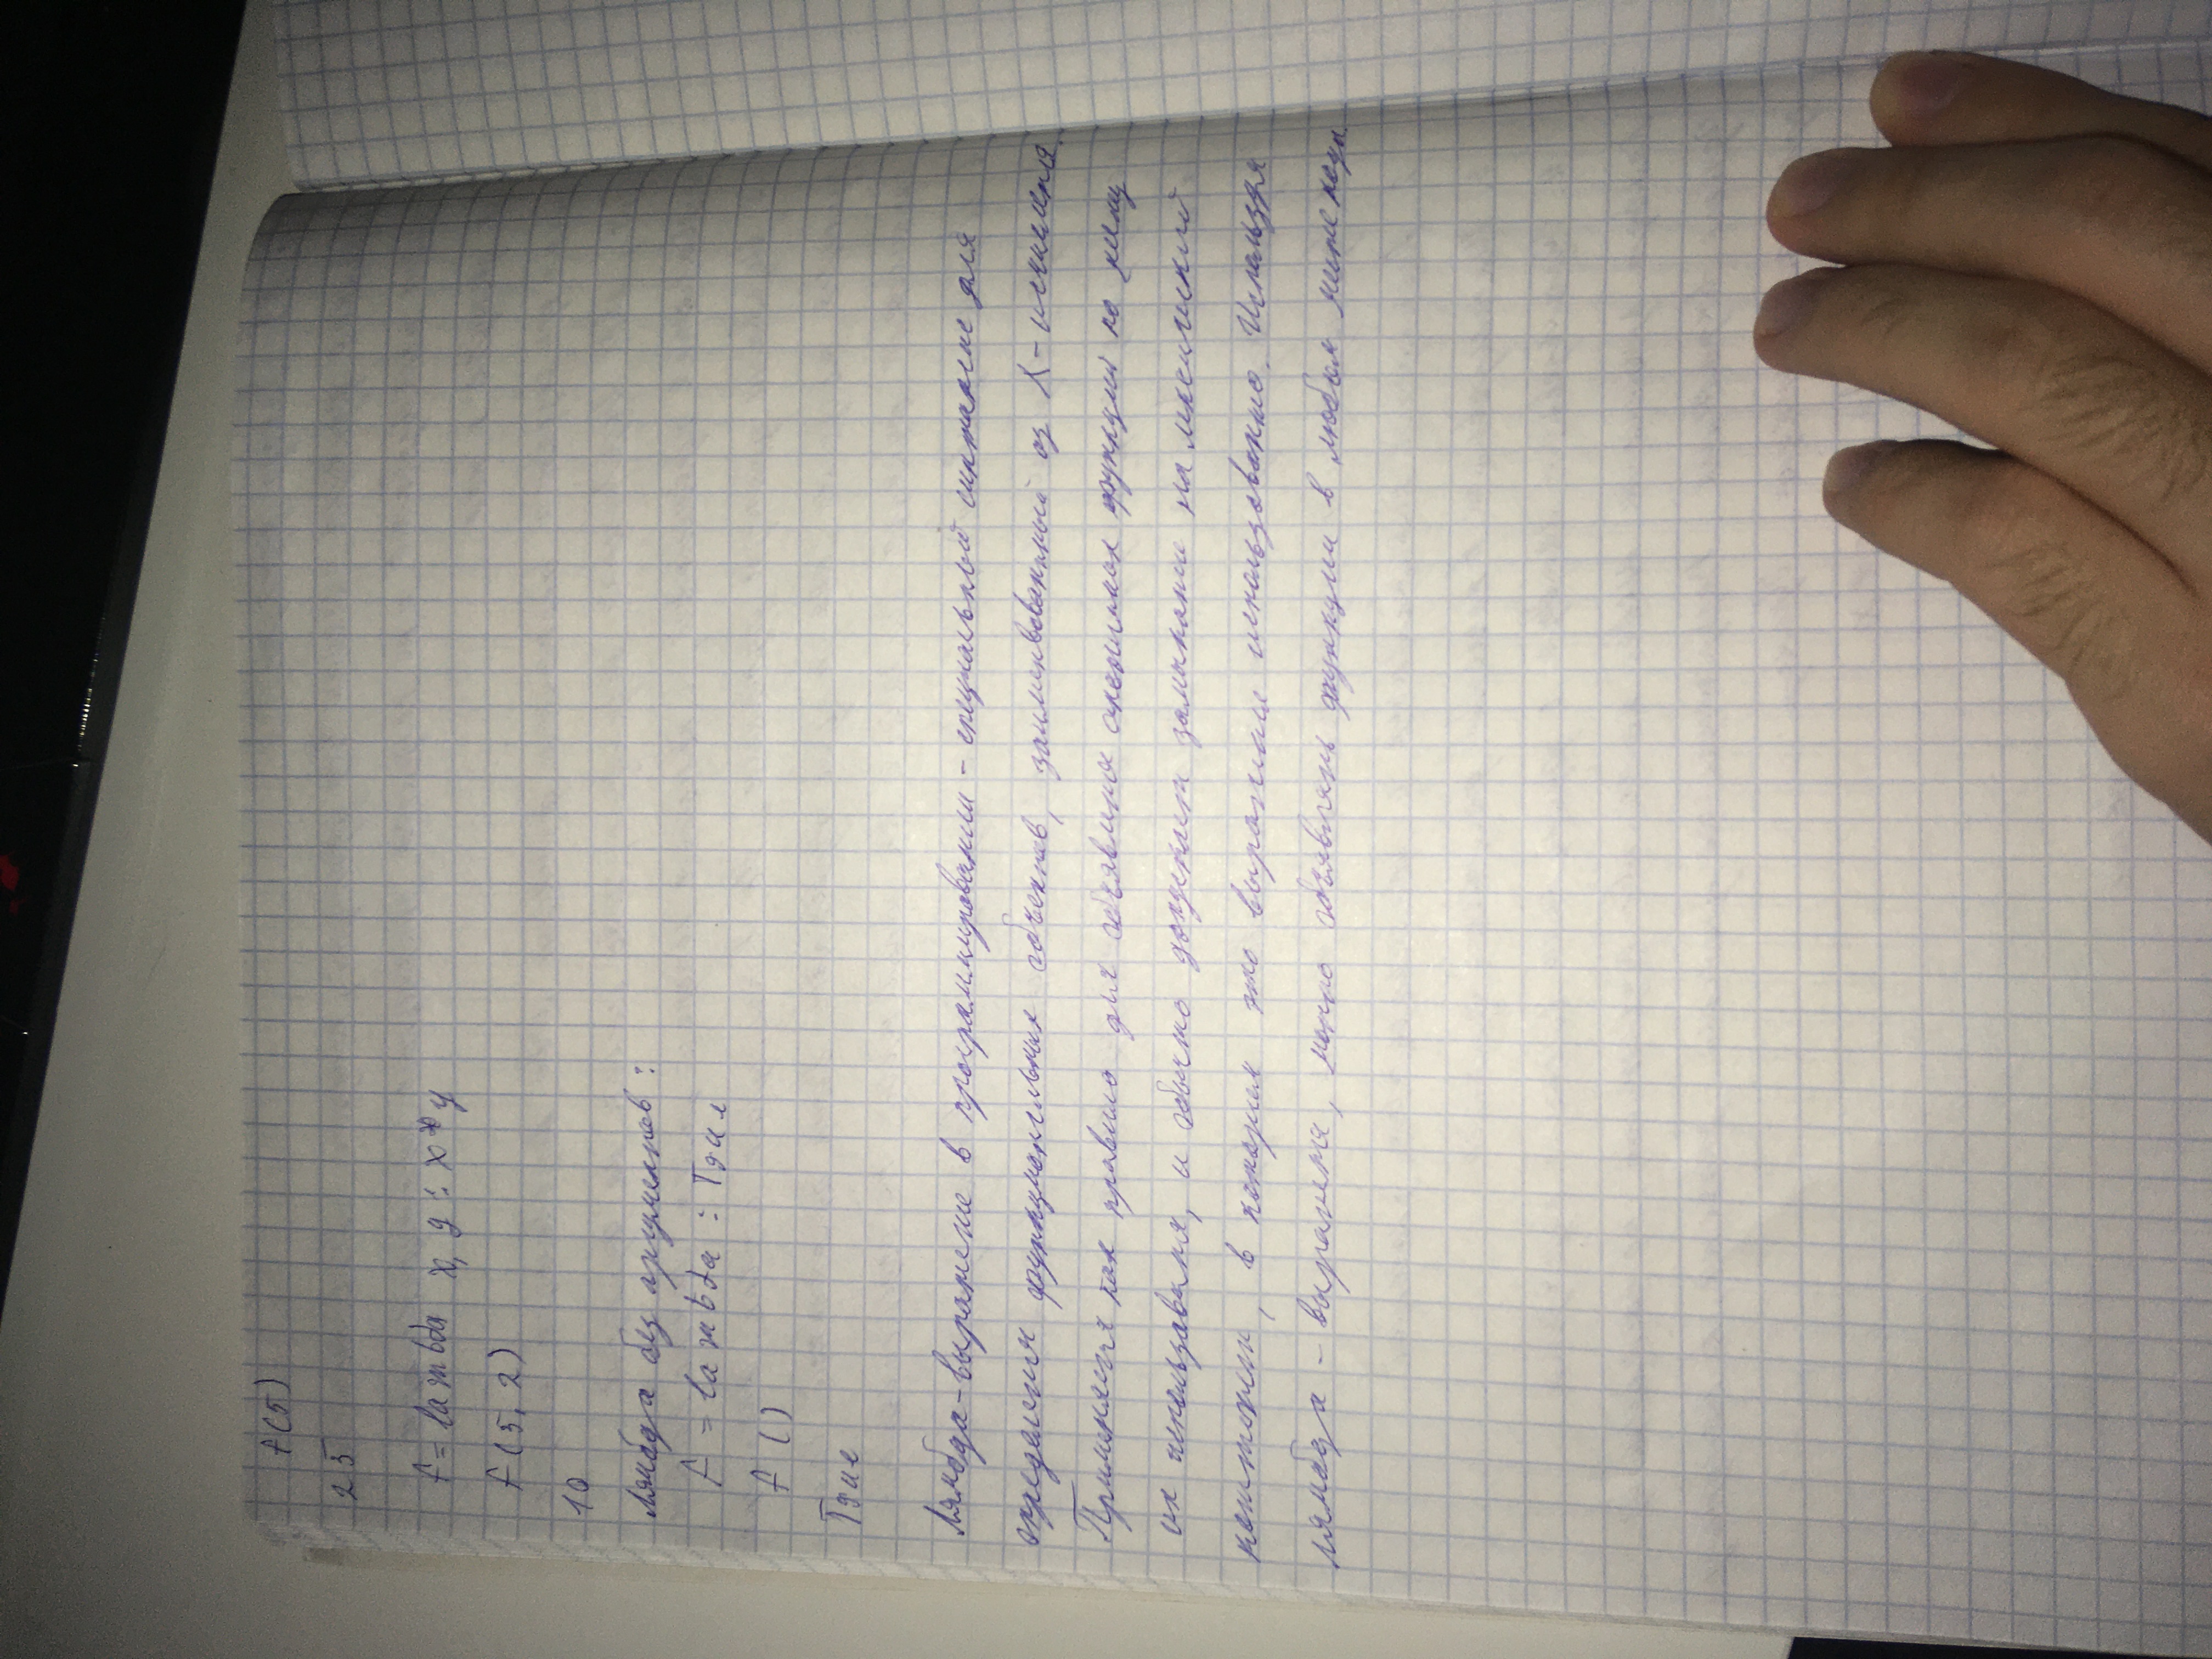 f(5)
25
f = lambda x, y : x * y
f(5, 2)
10
Лямбда без аргументов :
f = lambda : True
f ()
True
Лямбда-выражение в программировании - специальный синтаксис для
определения функциональных объектов, заимствованный из λ - исчисления.
Применяется как правило для объявления анонимных функций по месту
их использования, и обычно допускает замыкание на лексический
контекст, в котором это выражение использованно. Используя
лямбда - выражения, можно объявлять функции в любом месте кода.